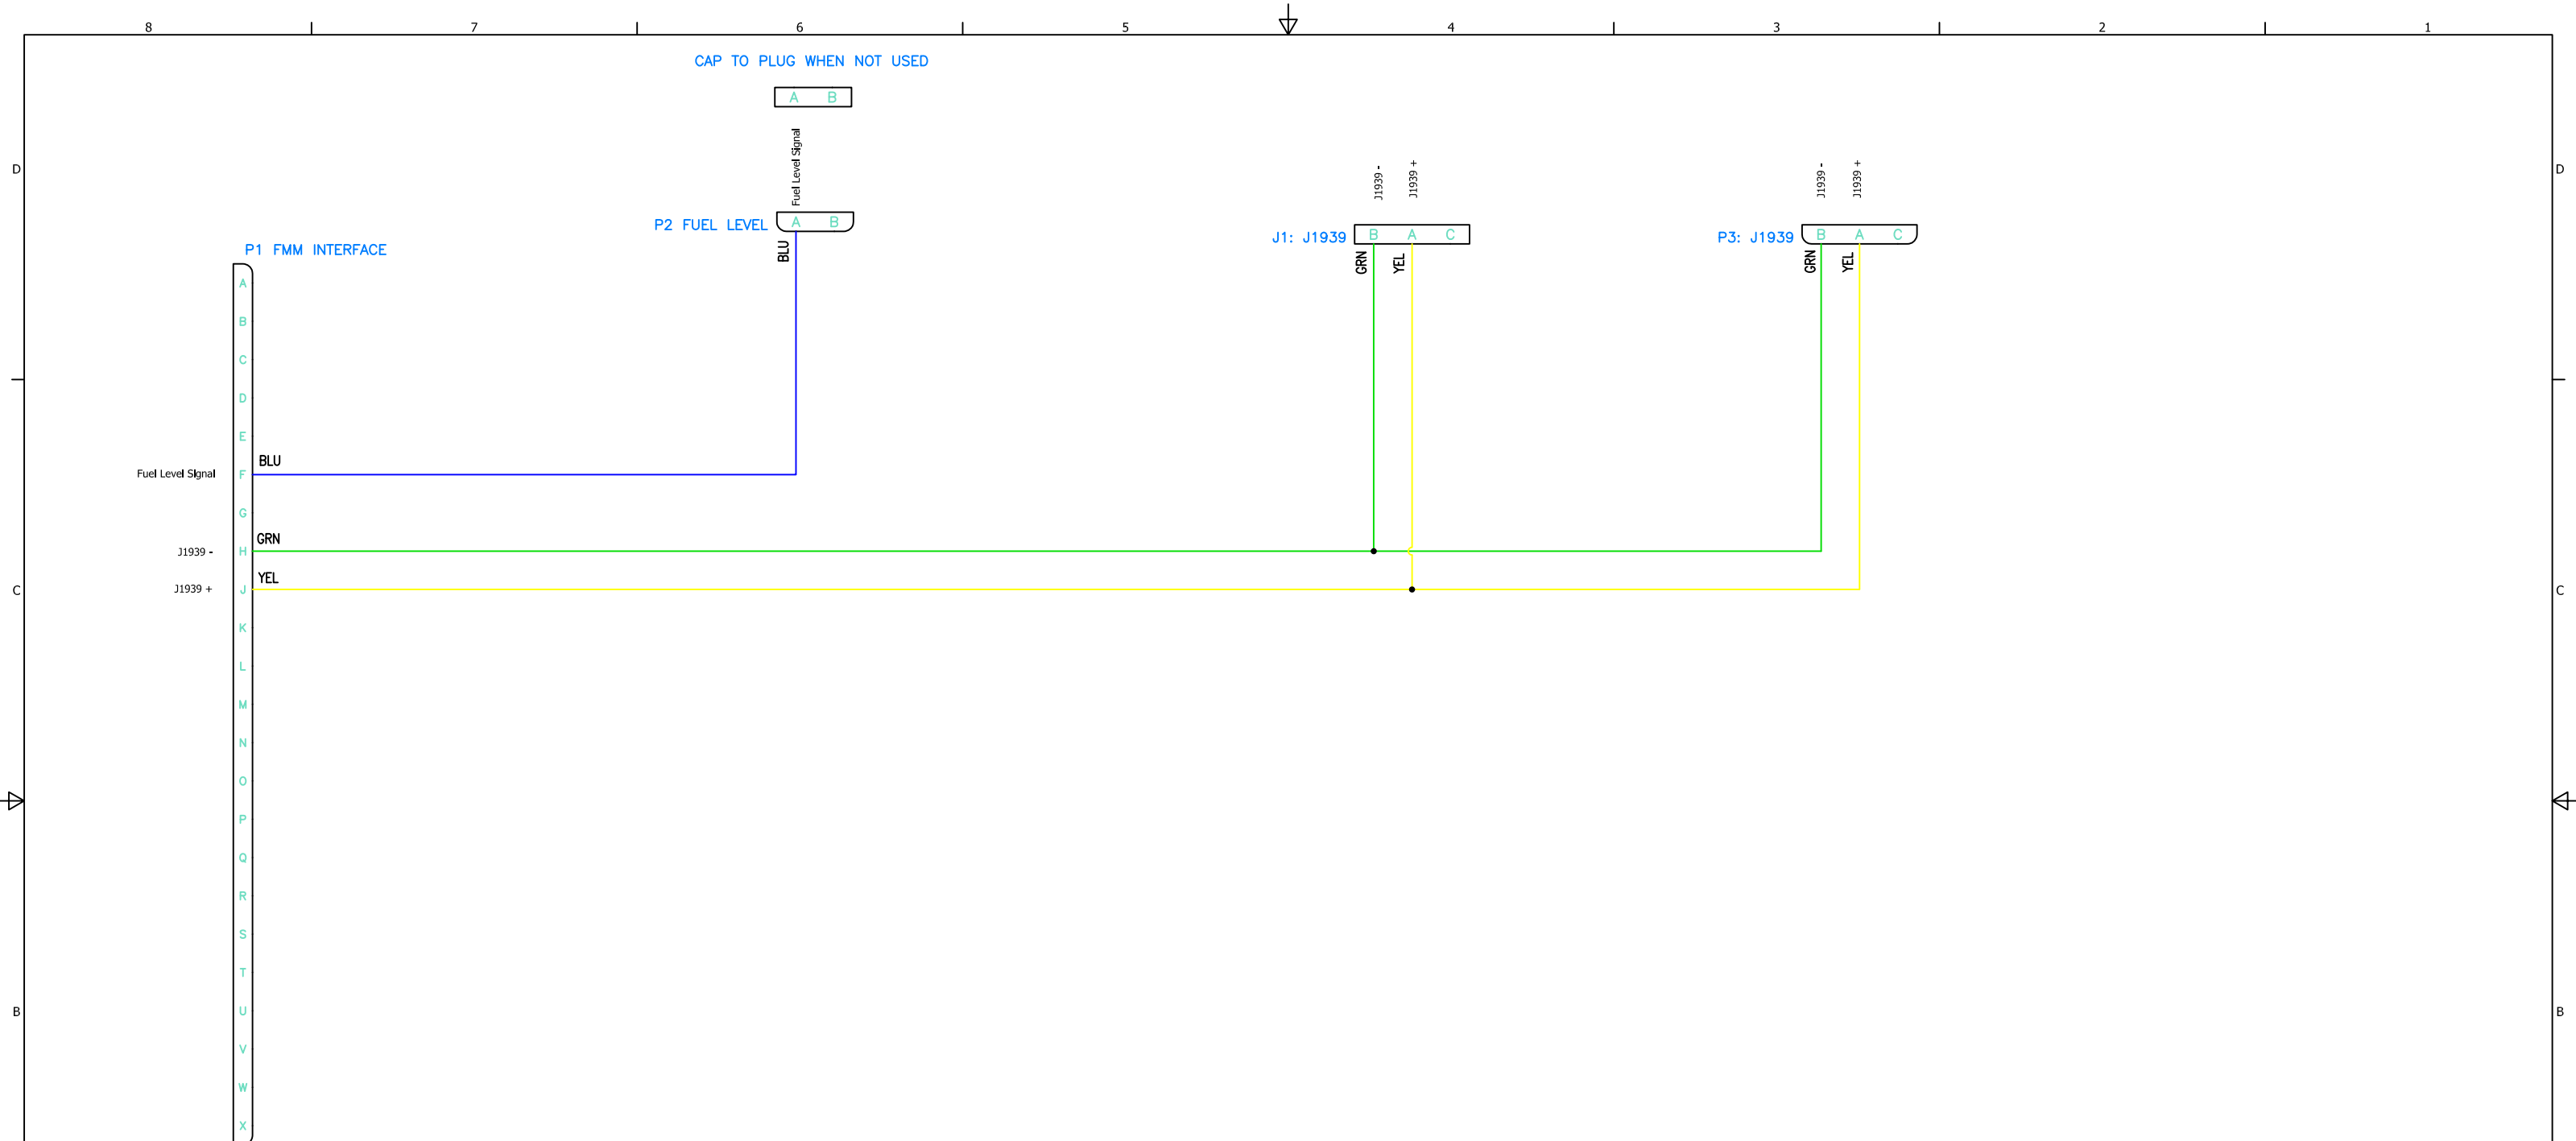 8 7 6 5 4 3 2 1
CAP TO PLUG WHEN NOT USED
A B
Fuel Level Signal
D
D
P2 FUEL LEVEL
A B
BLU
J1939 -
J1939 +
J1: J1939
B A C
GRN
YEL
J1939 -
J1939 +
P3: J1939
B A C
GRN
YEL
P1 FMM INTERFACE
A
B
C
D
E
Fuel Level Signal
F
BLU
G
J1939 -
H
GRN
J1939 +
J
YEL
C
C
K
L
M
N
O
P
Q
R
S
T
U
B
B
V
W
X